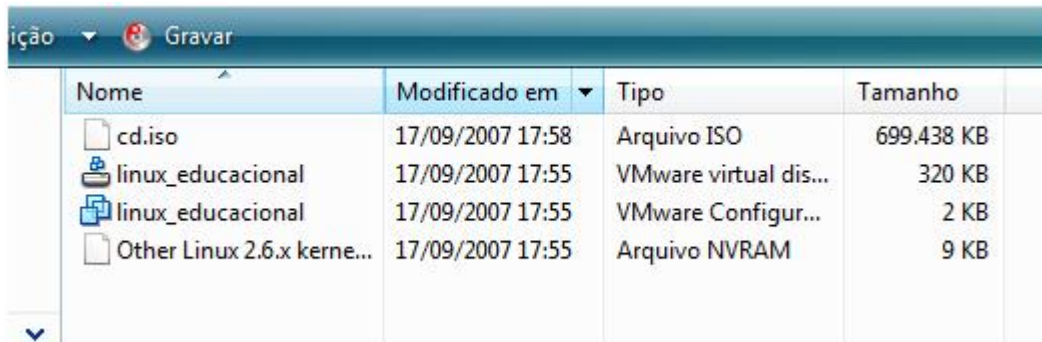 ição Gravar
Nome Modificado em Tipo Tamanho
cd.iso 17/09/2007 17:58 Arquivo ISO 699.438 KB
linux_educacional 17/09/2007 17:55 VMware virtual dis... 320 KB
linux_educacional 17/09/2007 17:55 VMware Configur... 2 KB
Other Linux 2.6.x kerne... 17/09/2007 17:55 Arquivo NVRAM 9 KB